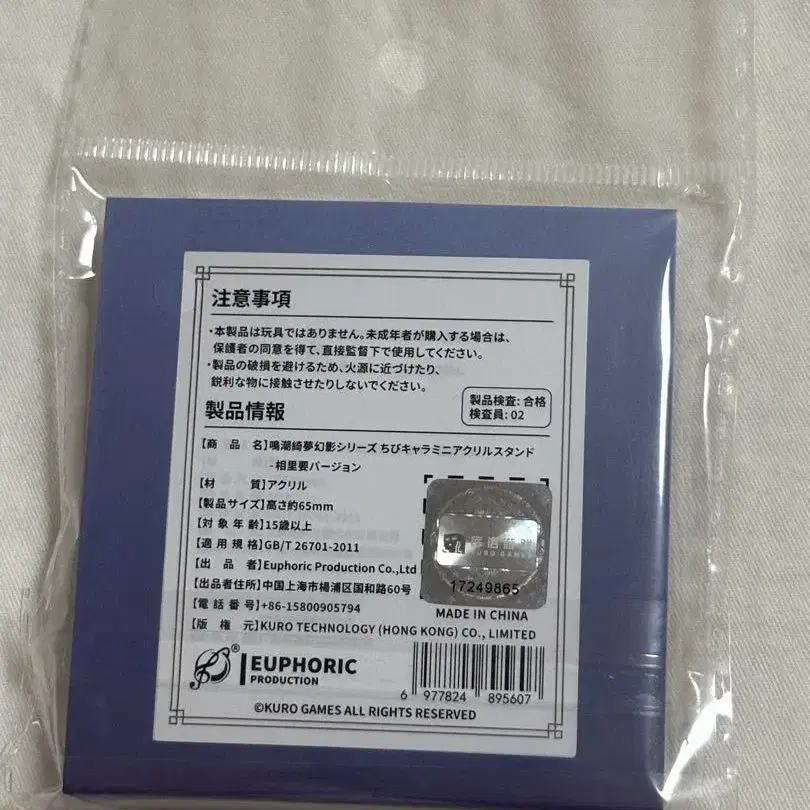 注意事項
・本製品は玩具ではありません。未成年者が購入する場合は、
保護者の同意を得て、直接監督下で使用してください。
・製品の破損を避けるため、火源に近づけたり、
鋭利な物に接触させたりしないでください。
製品検査: 合格
検査員: 02
製品情報
【商品名】鳴潮綺夢幻影シリーズ ちびキャラミニアクリルスタンド
-相里要バージョン
【材質】アクリル
【製品サイズ】高さ約65mm
【対象年齢】15歳以上
【適用規格】GB/T 26701-2011
【出品者】Euphoric Production Co.,Ltd
【出品者住所】中国上海市楊浦区国和路60号
【電話番号】+86-15800905794
【版権元】KURO TECHNOLOGY (HONG KONG) CO., LIMITED
KURO GAMES
17249865
MADE IN CHINA
® EUPHORIC
PRODUCTION
6 977824 895607
©KURO GAMES ALL RIGHTS RESERVED